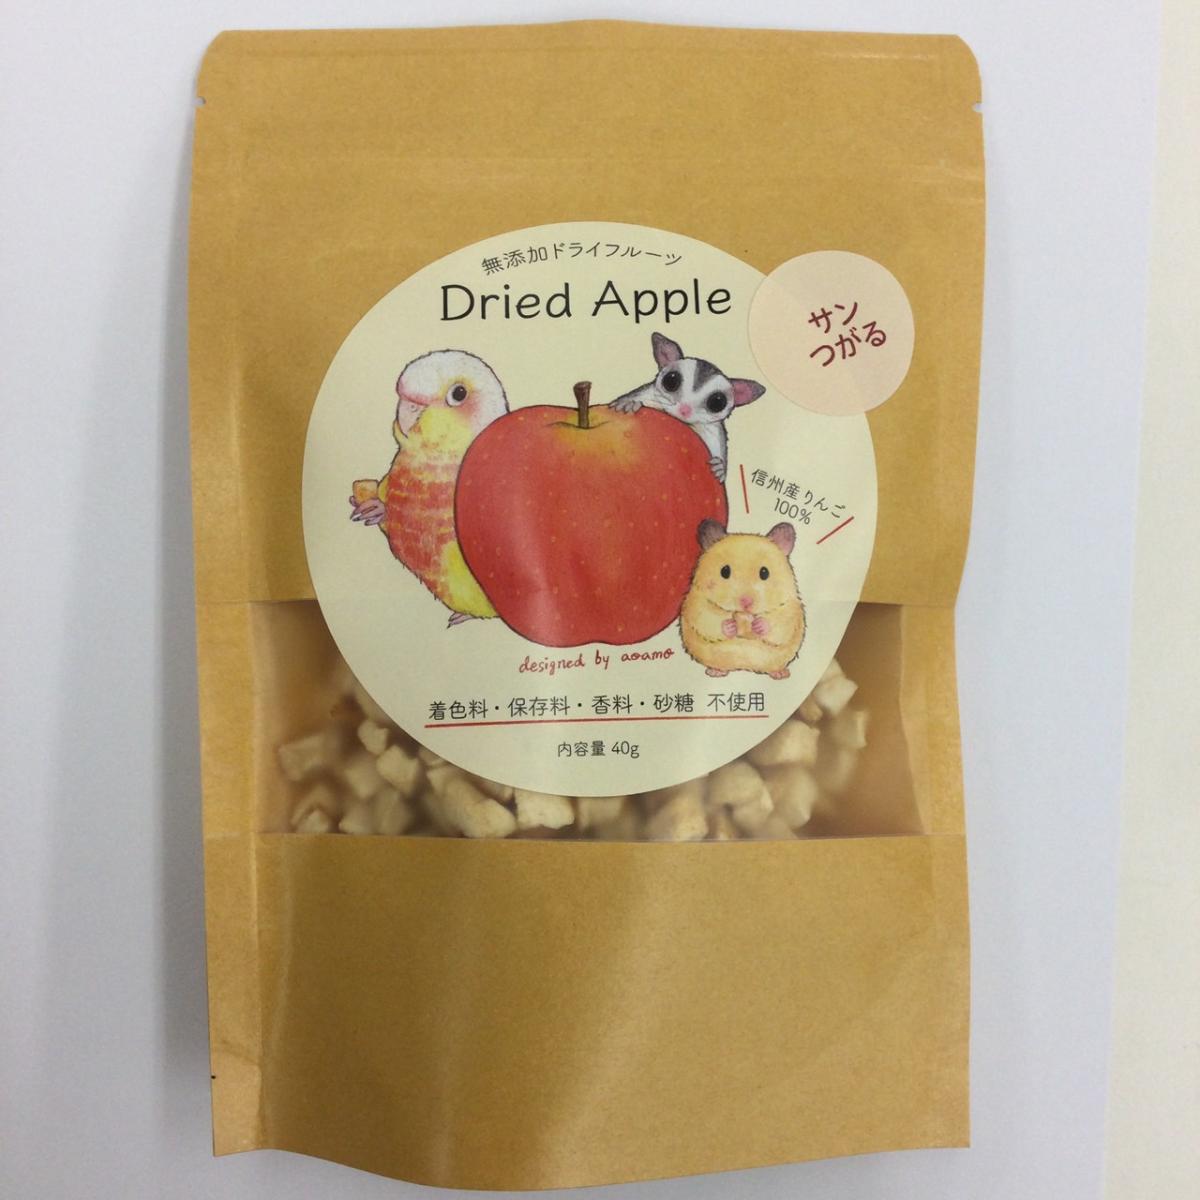 無添加ドライフルーツ
Dried Apple
サン
つがる
信州産りんご
100%
designed by aoamo
着色料・保存料・香料・砂糖 不使用
内容量 40g